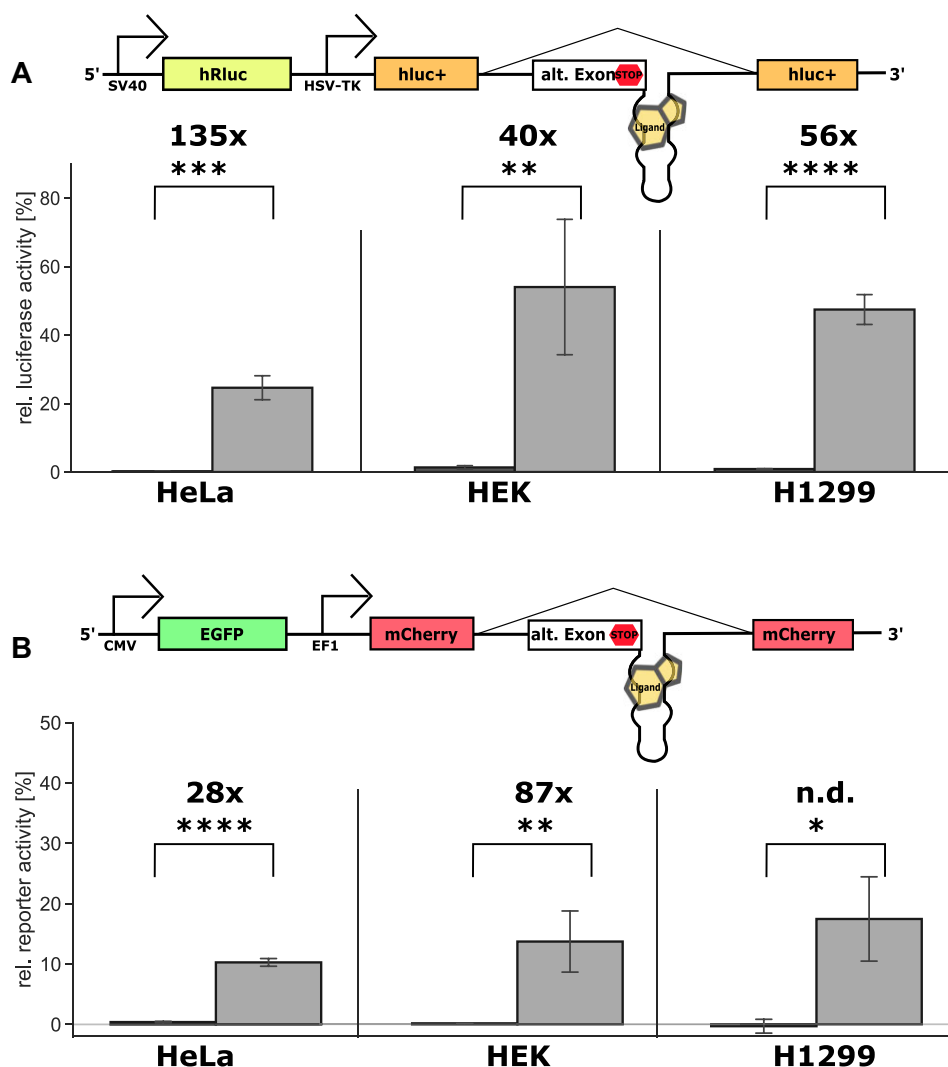 A
5' SV40 hRluc HSV-TK hluc+ alt. Exon STOP Ligand hluc+ 3'
135x 40x 56x
*** ** ****
rel. luciferase activity [%]
80
60
40
20
0
HeLa HEK H1299
B
5' CMV EGFP EF1 mCherry alt. Exon STOP Ligand mCherry 3'
28x 87x n.d.
**** ** *
rel. reporter activity [%]
50
40
30
20
10
0
HeLa HEK H1299